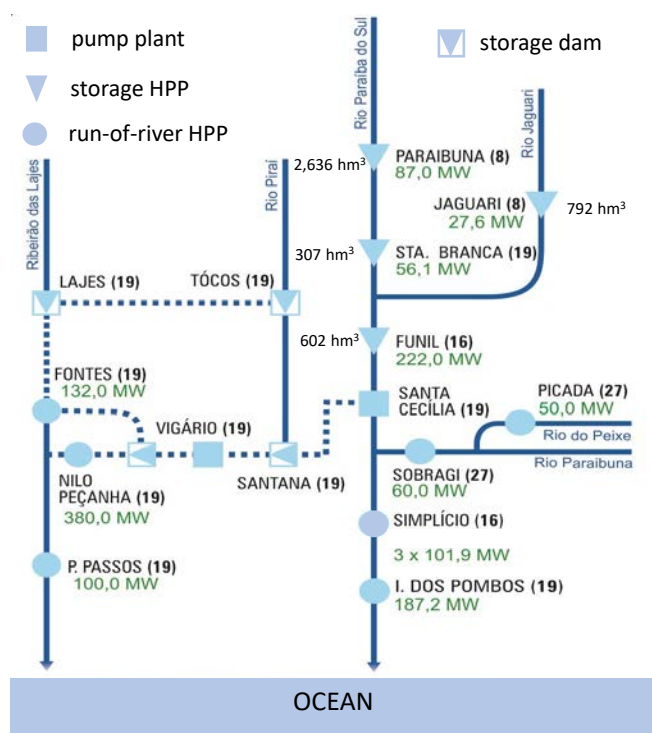 pump plant
storage HPP
run-of-river HPP
storage dam
Rio Paraiba do Sul
Rio Jaguari
Rio Piraí
Ribeirão das Lajes
2,636 hm³
PARAIBUNA (8)
87,0 MW
JAGUARI (8)
27,6 MW
792 hm³
307 hm³
STA. BRANCA (19)
56,1 MW
LAJES (19)
TÓCOS (19)
602 hm³
FUNIL (16)
222,0 MW
FONTES (19)
132,0 MW
SANTA
CECÍLIA (19)
PICADA (27)
50,0 MW
Rio do Peixe
VIGÁRIO (19)
Rio Paraibuna
NILO
PEÇANHA (19)
380,0 MW
SANTANA (19)
SOBRAGI (27)
60,0 MW
SIMPLÍCIO (16)
3 x 101,9 MW
P. PASSOS (19)
100,0 MW
I. DOS POMBOS (19)
187,2 MW
OCEAN